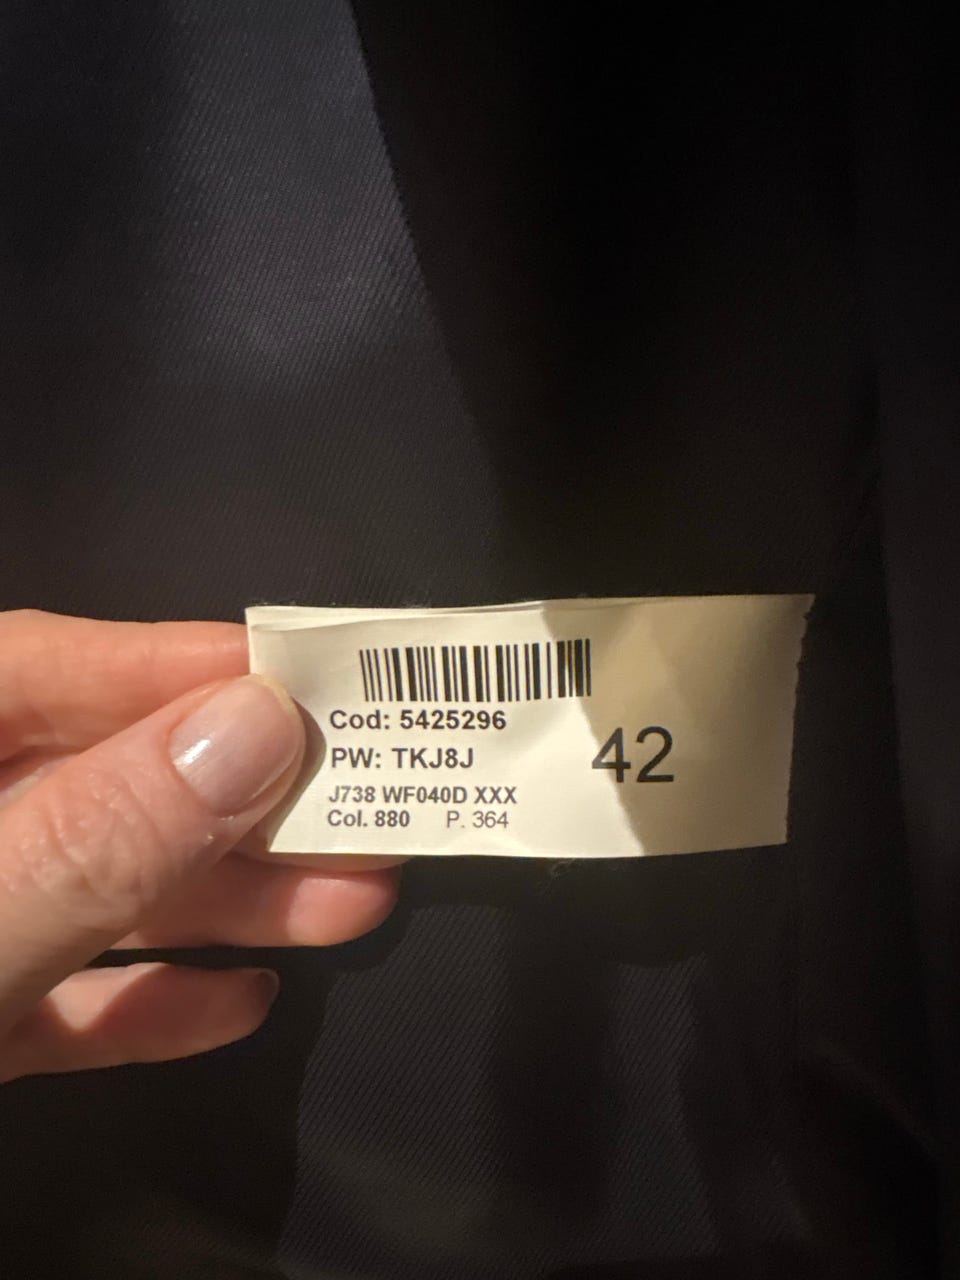 Cod: 5425296
PW: TKJ8J
42
J738 WF040D XXX
Col. 880 P. 364